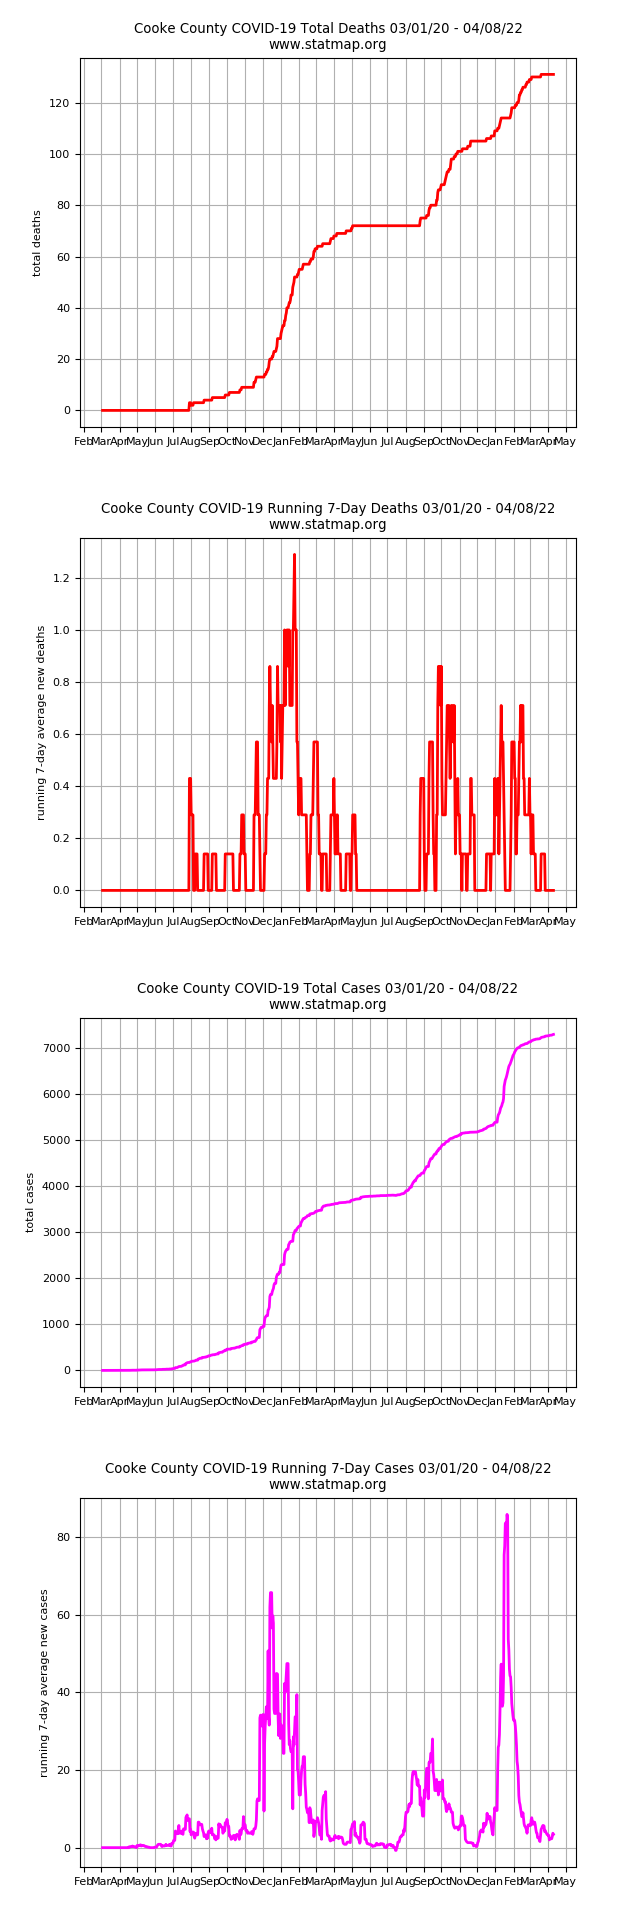 Cooke County COVID-19 Total Deaths 03/01/20 - 04/08/22
www.statmap.org
total deaths
120
100
80
60
40
20
0
Feb Mar Apr May Jun Jul Aug Sep Oct Nov Dec Jan Feb Mar Apr May Jun Jul Aug Sep Oct Nov Dec Jan Feb Mar Apr May
Cooke County COVID-19 Running 7-Day Deaths 03/01/20 - 04/08/22
www.statmap.org
running 7-day average new deaths
1.2
1.0
0.8
0.6
0.4
0.2
0.0
Feb Mar Apr May Jun Jul Aug Sep Oct Nov Dec Jan Feb Mar Apr May Jun Jul Aug Sep Oct Nov Dec Jan Feb Mar Apr May
Cooke County COVID-19 Total Cases 03/01/20 - 04/08/22
www.statmap.org
total cases
7000
6000
5000
4000
3000
2000
1000
0
Feb Mar Apr May Jun Jul Aug Sep Oct Nov Dec Jan Feb Mar Apr May Jun Jul Aug Sep Oct Nov Dec Jan Feb Mar Apr May
Cooke County COVID-19 Running 7-Day Cases 03/01/20 - 04/08/22
www.statmap.org
running 7-day average new cases
80
60
40
20
0
Feb Mar Apr May Jun Jul Aug Sep Oct Nov Dec Jan Feb Mar Apr May Jun Jul Aug Sep Oct Nov Dec Jan Feb Mar Apr May